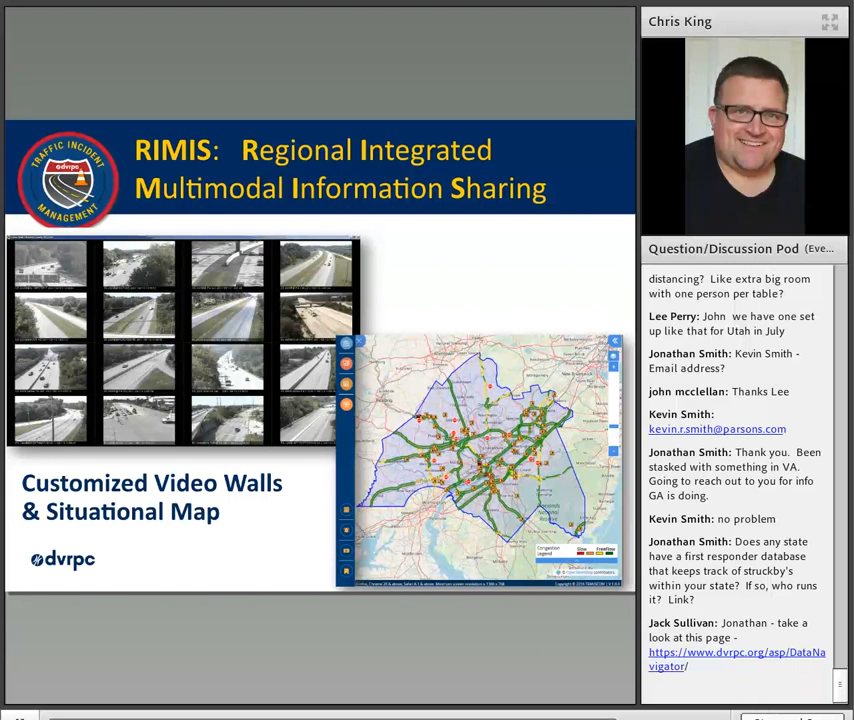 TRAFFIC INCIDENT
dvrpc
MANAGEMENT
RIMIS: Regional Integrated
Multimodal Information Sharing
Customized Video Walls
& Situational Map
dvrpc
Congestion
Legend
Slow
FreeFlow
Chris King
Question/Discussion Pod (Eve...
distancing? Like extra big room
with one person per table?
Lee Perry: John we have one set
up like that for Utah in July
Jonathan Smith: Kevin Smith -
Email address?
john mcclellan: Thanks Lee
Kevin Smith:
kevin.r.smith@parsons.com
Jonathan Smith: Thank you. Been
stasked with something in VA.
Going to reach out to you for info
GA is doing.
Kevin Smith: no problem
Jonathan Smith: Does any state
have a first responder database
that keeps track of struckby's
within your state? If so, who runs
it? Link?
Jack Sullivan: Jonathan - take a
look at this page -
https://www.dvrpc.org/asp/DataNa
vigator/